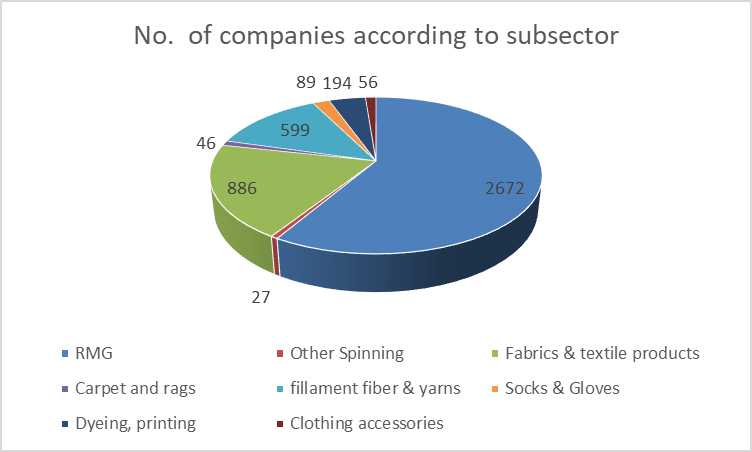 No.  of companies according to subsector
89 194 56
599
46
886
2672
27
RMG Other Spinning Fabrics & textile products
Carpet and rags fillament fiber & yarns Socks & Gloves
Dyeing, printing Clothing accessories